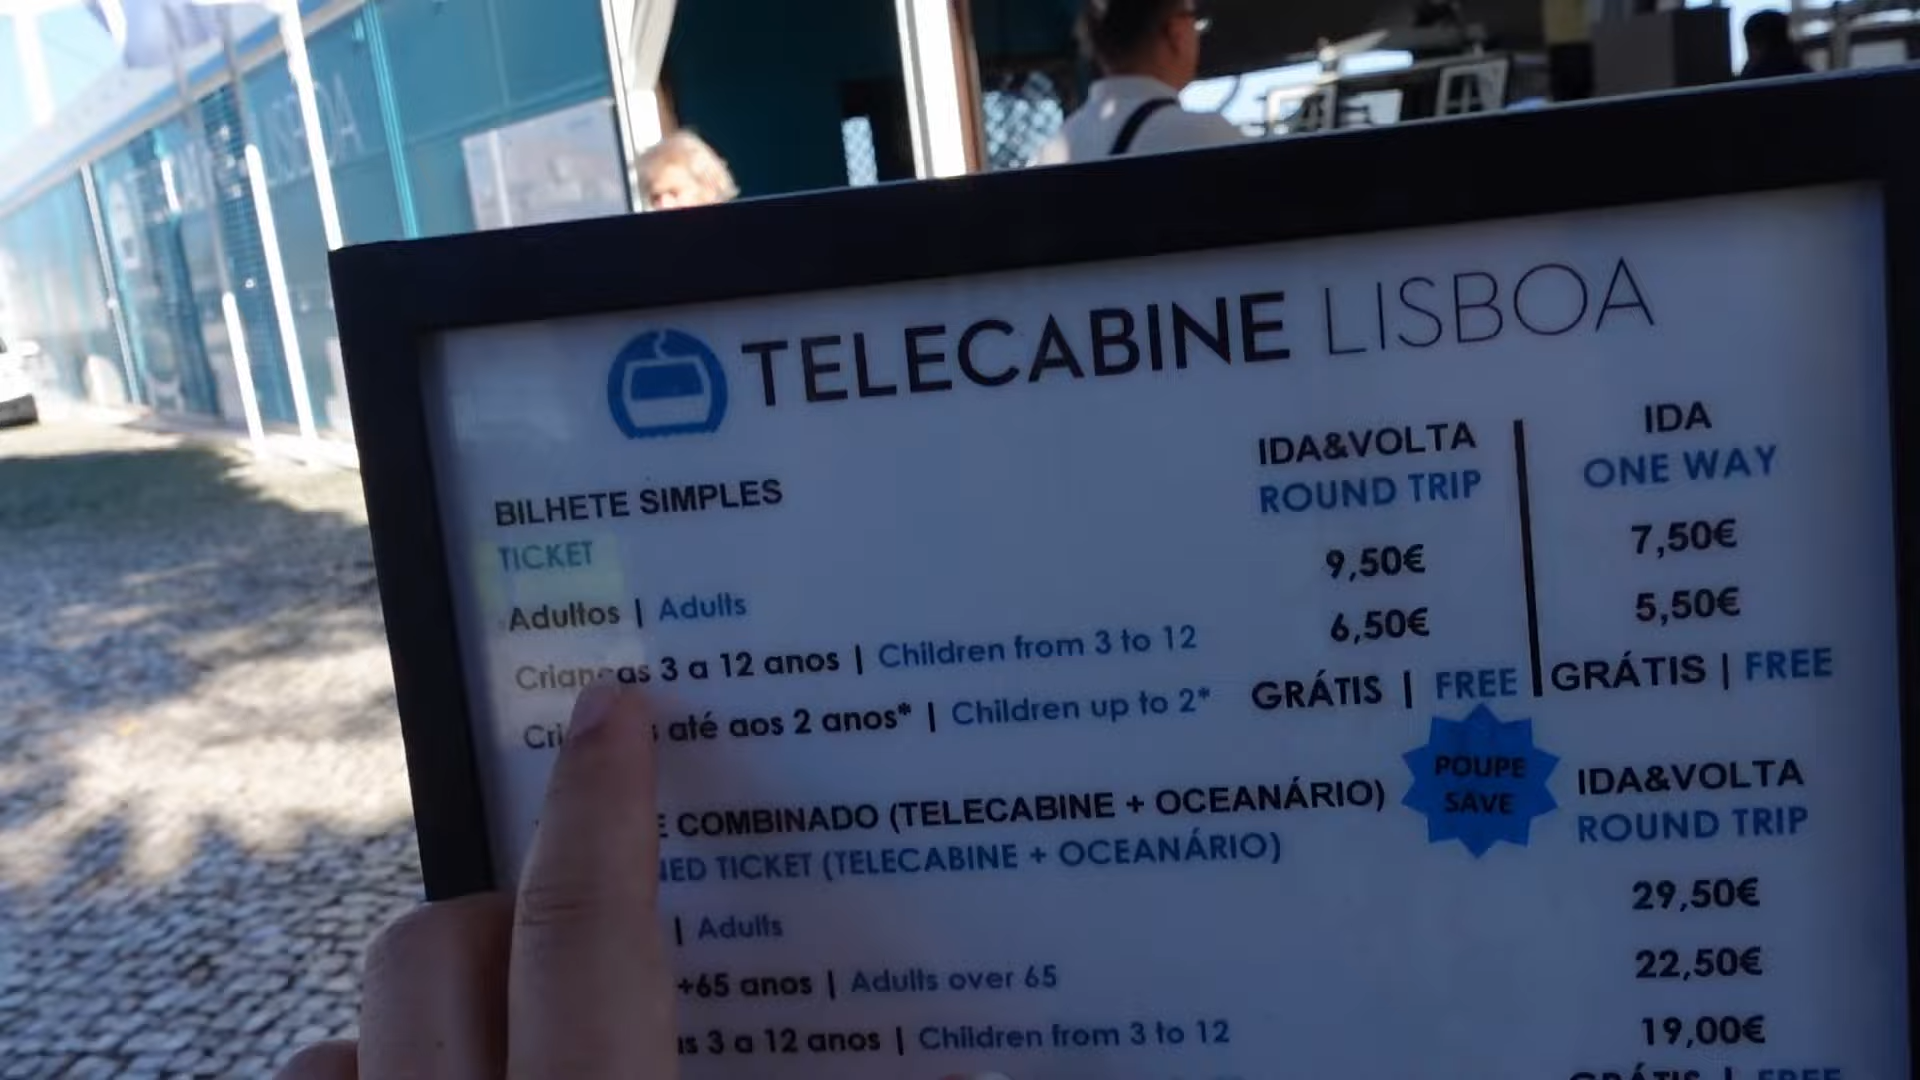 TELECABINE LISBOA
IDA&VOLTA
IDA
ROUND TRIP
ONE WAY
BILHETE SIMPLES
TICKET
Adultos | Adults
9,50€
7,50€
Crianças 3 a 12 anos | Children from 3 to 12
6,50€
5,50€
até aos 2 anos* | Children up to 2*
GRÁTIS | FREE
GRÁTIS | FREE
POUPE
SAVE
COMBINADO (TELECABINE + OCEANÁRIO)
IDA&VOLTA
TICKET (TELECABINE + OCEANÁRIO)
ROUND TRIP
| Adults
29,50€
+65 anos | Adults over 65
22,50€
3 a 12 anos | Children from 3 to 12
19,00€
GRÁTIS | FREE